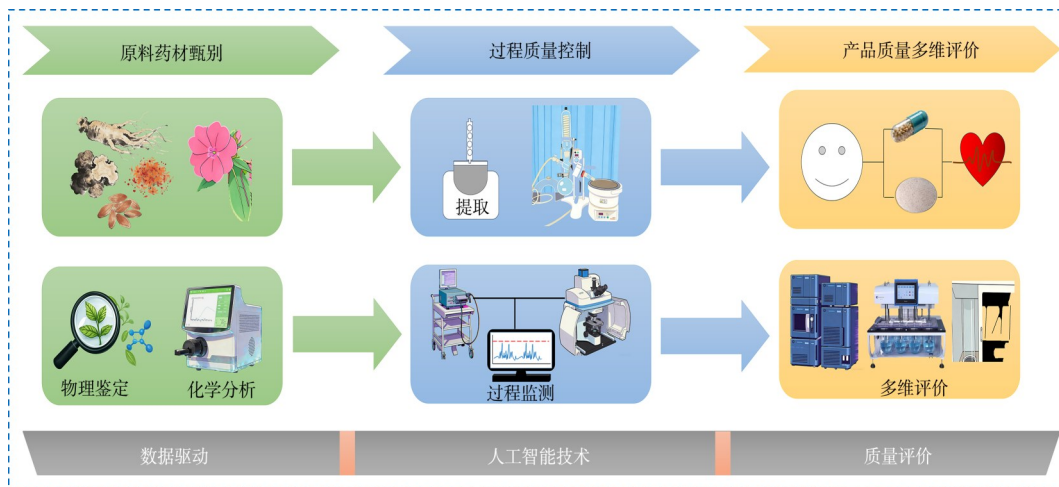 原料药材甄别
过程质量控制
产品质量多维评价
提取
物理鉴定
化学分析
过程监测
多维评价
数据驱动
人工智能技术
质量评价